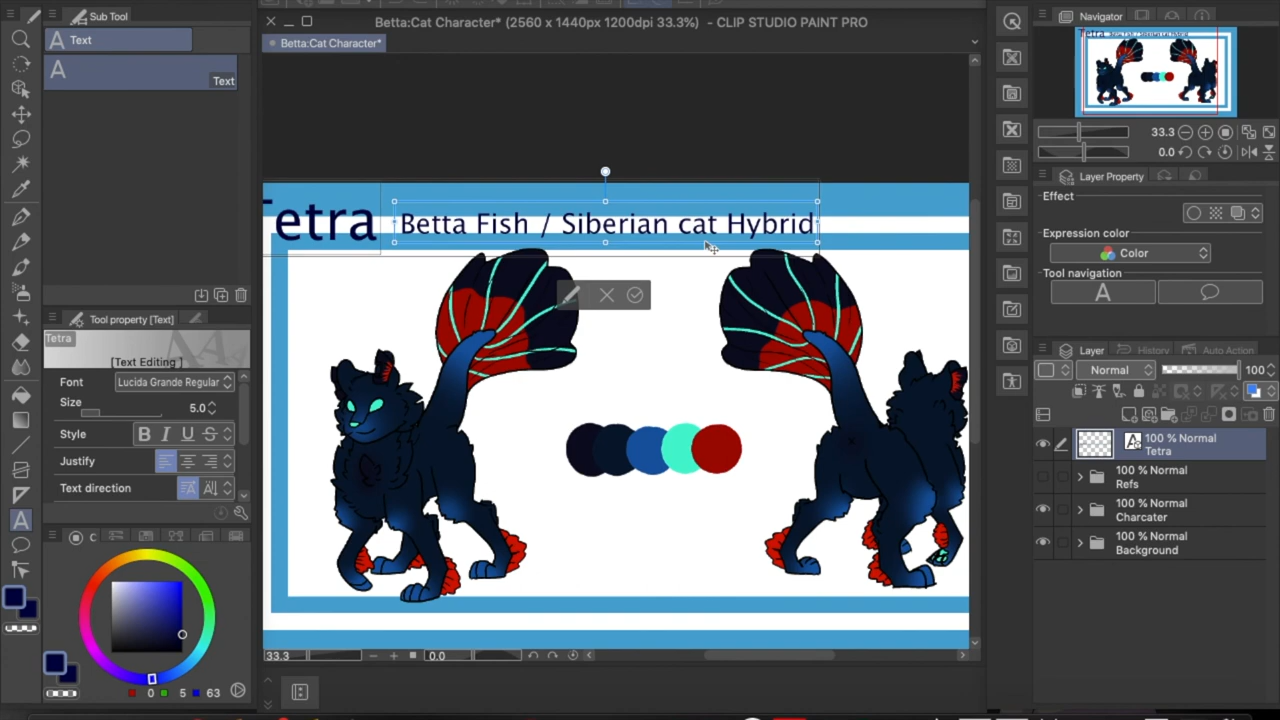 Sub Tool
Betta:Cat Character* (2560 x 1440px 1200dpi 33.3%) - CLIP STUDIO PAINT PRO
Navigator
Text
Betta:Cat Character*
Text
33.3
0.0
Layer Property
Effect
Expression color
Color
Tool navigation
Tetra
Betta Fish / Siberian cat Hybrid
Tool property [Text]
Tetra
[Text Editing ]
Font
Lucida Grande Regular
Size
5.0
Style
B I U S
Justify
Text direction
Layer
History
Auto Action
Normal
100
100 % Normal
Tetra
100 % Normal
Refs
100 % Normal
Charcater
100 % Normal
Background
C
0 5 63
33.3
0.0